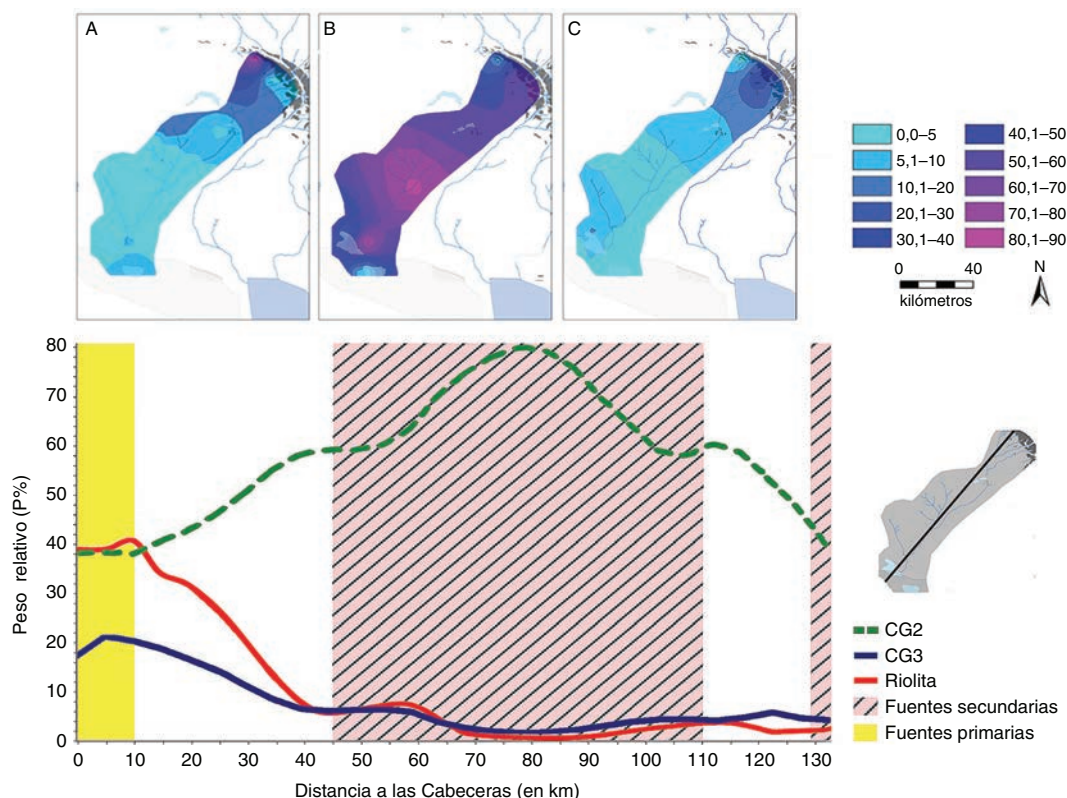 A
B
C
0,0–5
5,1–10
10,1–20
20,1–30
30,1–40
40,1–50
50,1–60
60,1–70
70,1–80
80,1–90
0 40
kilómetros
N
80
70
60
50
40
30
20
10
0
Peso relativo (P%)
0 10 20 30 40 50 60 70 80 90 100 110 120 130
Distancia a las Cabeceras (en km)
CG2
CG3
Riolita
Fuentes secundarias
Fuentes primarias